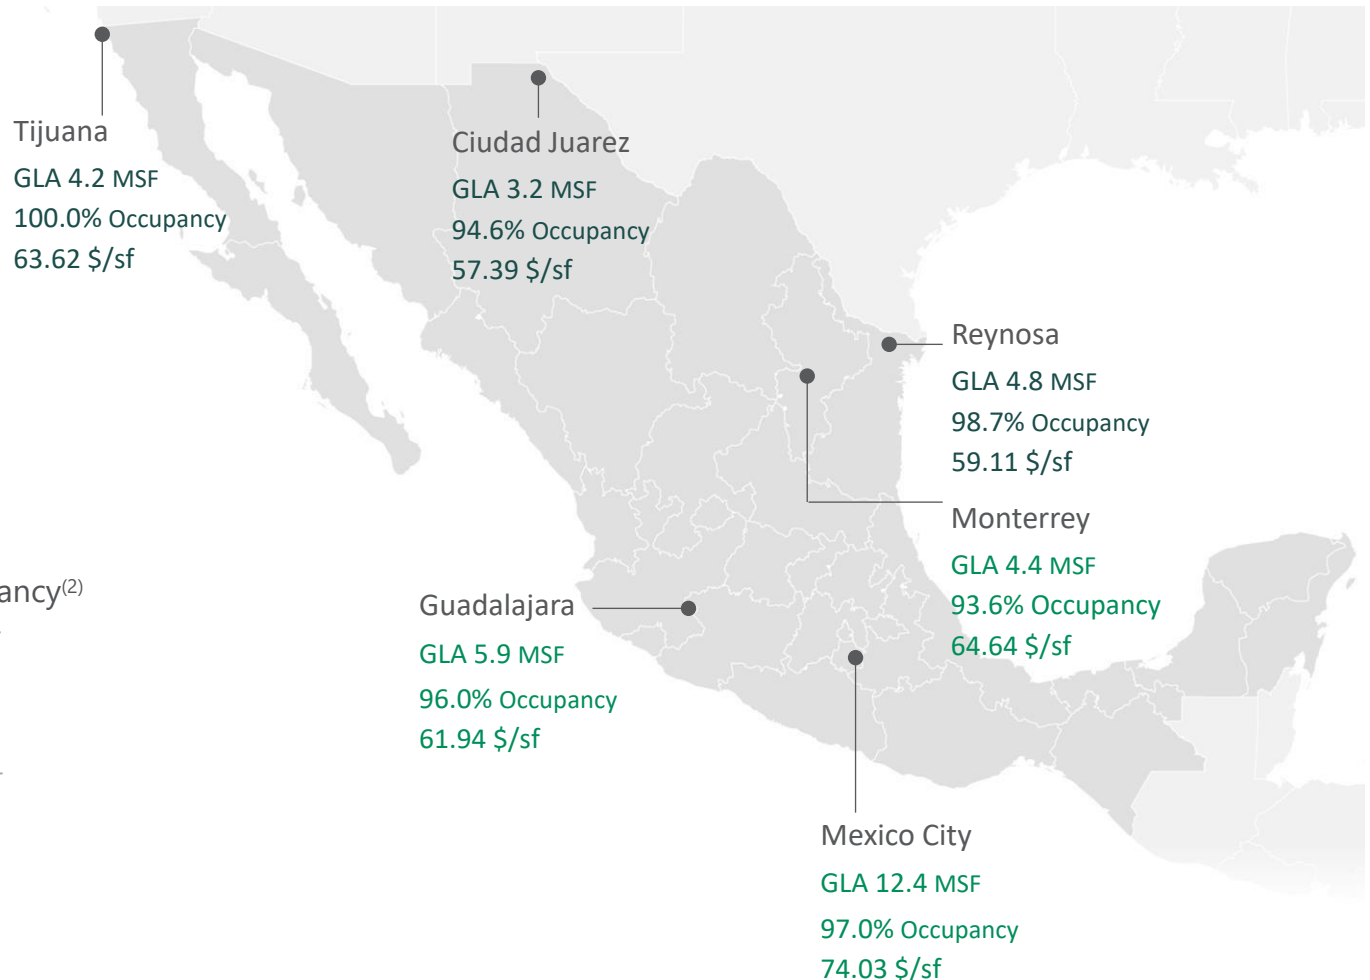 Tijuana
GLA 4.2 MSF
100.0% Occupancy
63.62 $/sf
Ciudad Juarez
GLA 3.2 MSF
94.6% Occupancy
57.39 $/sf
Reynosa
GLA 4.8 MSF
98.7% Occupancy
59.11 $/sf
Monterrey
GLA 4.4 MSF
93.6% Occupancy
64.64 $/sf
ancy(2)
Guadalajara
GLA 5.9 MSF
96.0% Occupancy
61.94 $/sf
Mexico City
GLA 12.4 MSF
97.0% Occupancy
74.03 $/sf